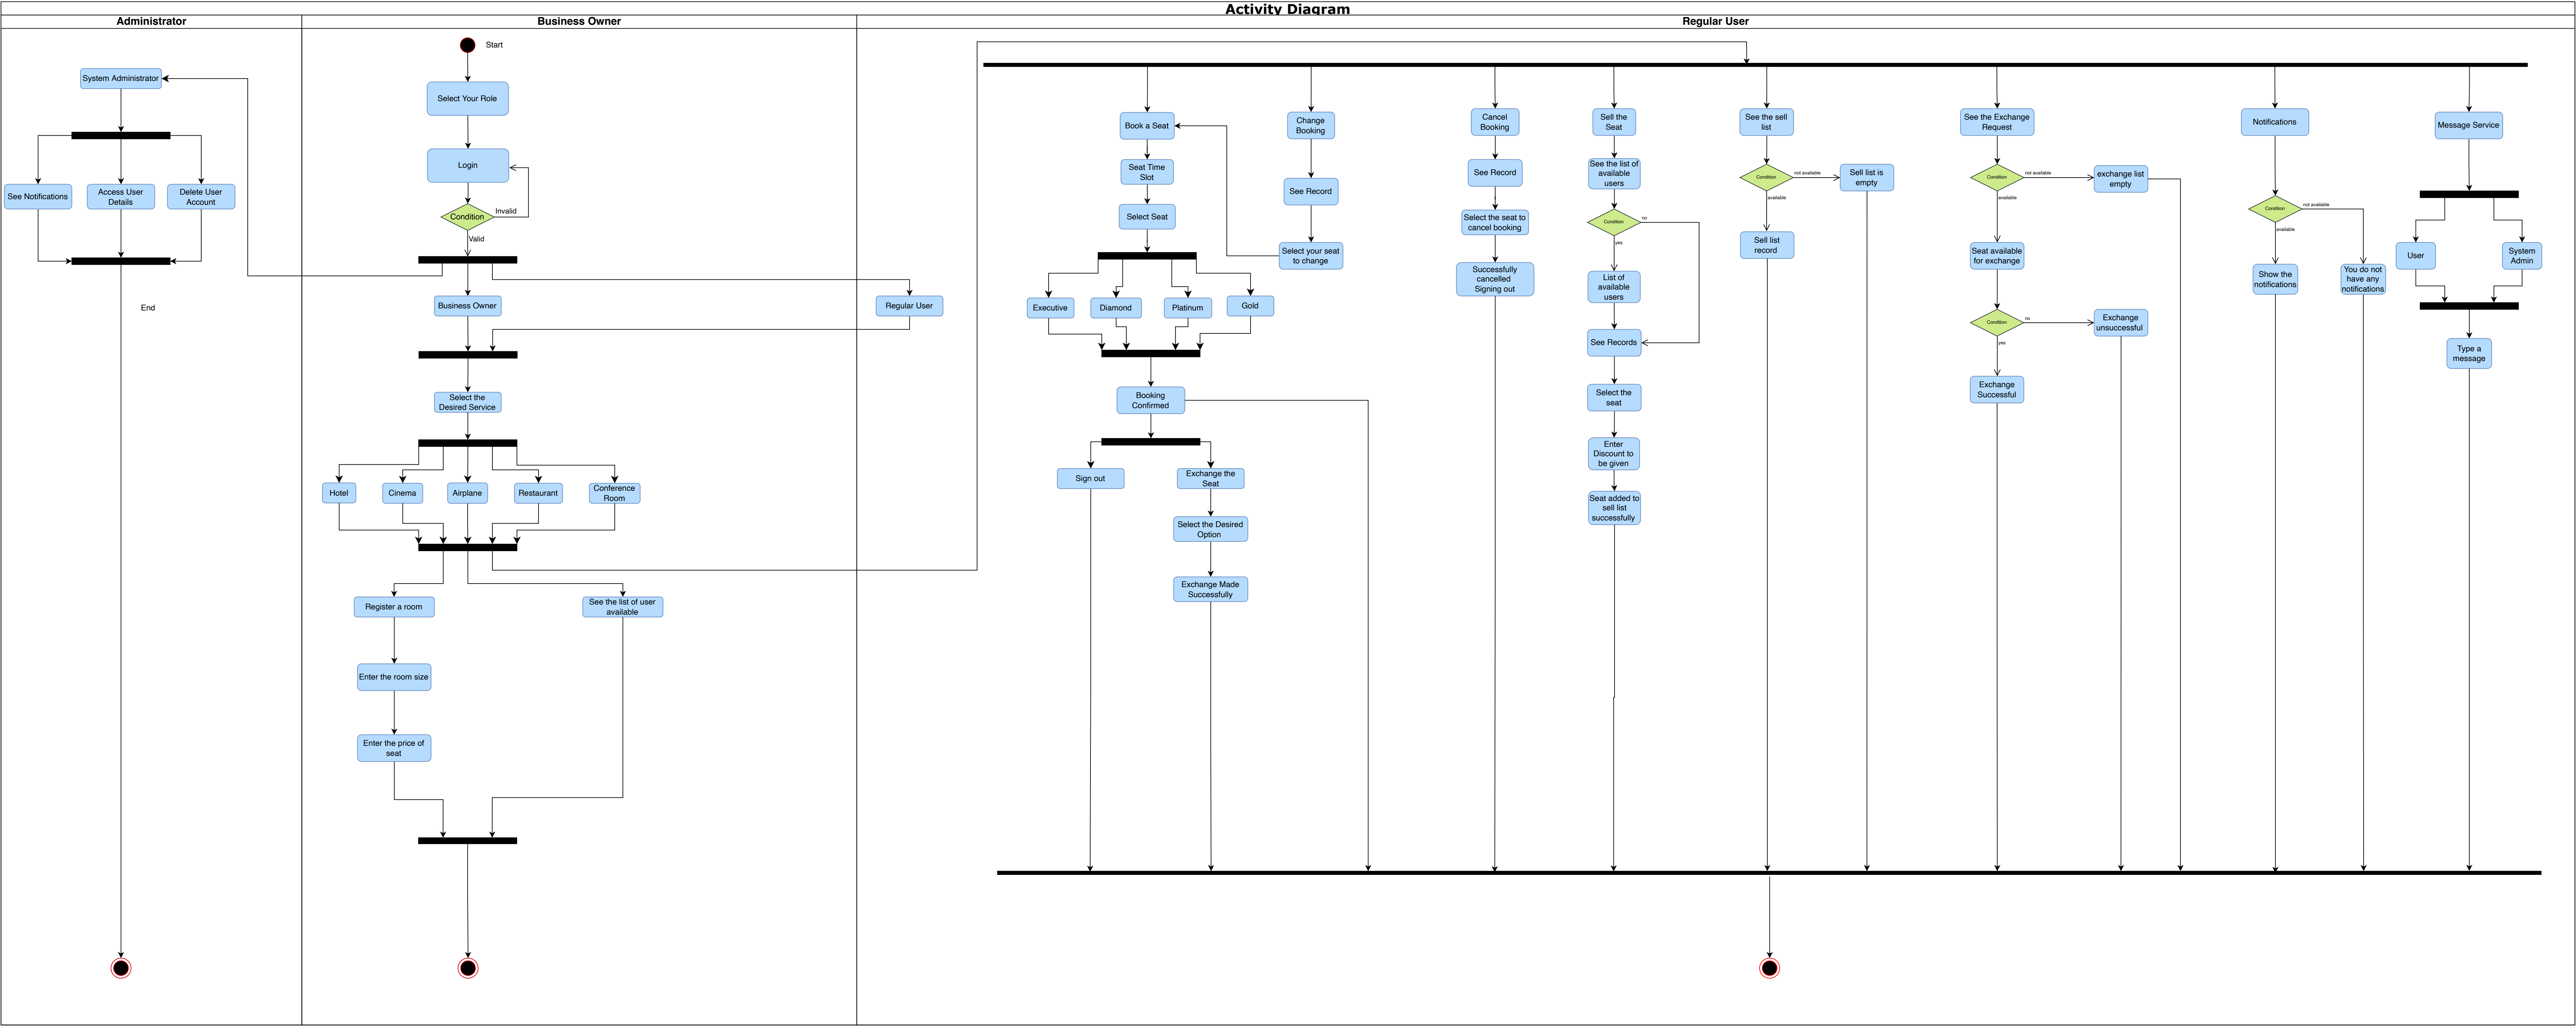 Activity Diagram
Administrator
Business Owner
Regular User
System Administrator
See Notifications
Access User
Details
Delete User
Account
End
Start
Select Your Role
Login
Condition
Invalid
Valid
Business Owner
Regular User
Select the
Desired Service
Hotel
Cinema
Airplane
Restaurant
Conference
Room
Register a room
See the list of user
available
Enter the room size
Enter the price of
seat
Book a Seat
Seat Time
Slot
Select Seat
Executive
Diamond
Platinum
Gold
Booking
Confirmed
Sign out
Exchange the
Seat
Select the Desired
Option
Exchange Made
Successfully
Change
Booking
See Record
Select your seat
to change
Cancel
Booking
See Record
Select the seat to
cancel booking
Successfully
cancelled
Signing out
Sell the
Seat
See the list of
available
users
Condition
no
yes
List of
available
users
See Records
Select the
seat
Enter
Discount to
be given
Seat added to
sell list
successfully
See the sell
list
Condition
not available
available
Sell list is
empty
Sell list
record
See the Exchange
Request
Condition
not available
available
exchange list
empty
Seat available
for exchange
Condition
no
yes
Exchange
unsuccessful
Exchange
Successful
Notifications
Condition
not available
available
Show the
notifications
You do not
have any
notifications
Message Service
User
System
Admin
Type a
message